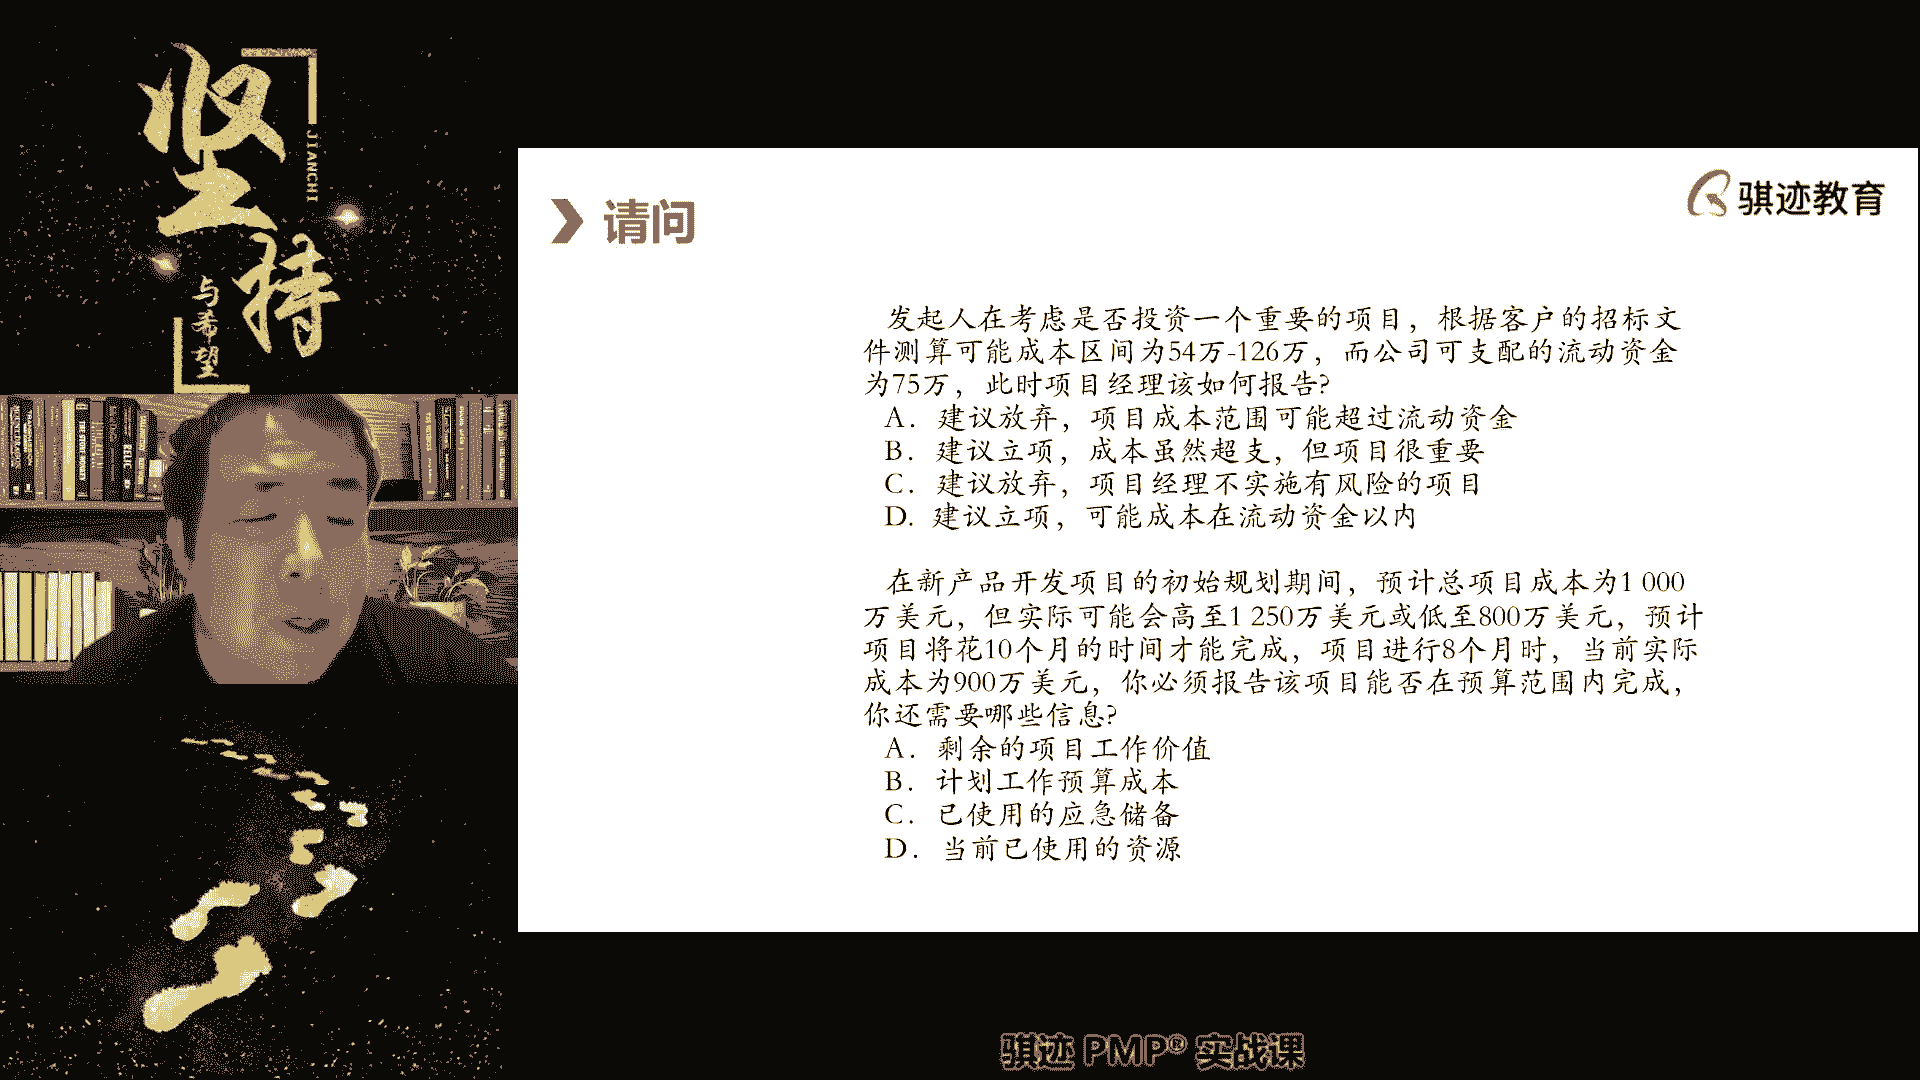 坚持
JIANCHI
与希望
骐迹教育
请问
发起人在考虑是否投资一个重要的项目，根据客户的招标文
件测算可能成本区间为54万-126万，而公司可支配的流动资金
为75万，此时项目经理该如何报告?
A. 建议放弃，项目成本范围可能超过流动资金
B. 建议立项，成本虽然超支，但项目很重要
C. 建议放弃，项目经理不实施有风险的项目
D. 建议立项，可能成本在流动资金以内
在新产品开发项目的初始规划期间，预计总项目成本为1 000
万美元，但实际可能会高至1 250万美元或低至800万美元，预计
项目将花10个月的时间才能完成，项目进行8个月时，当前实际
成本为900万美元，你必须报告该项目能否在预算范围内完成，
你还需要哪些信息?
A. 剩余的项目工作价值
B. 计划工作预算成本
C. 已使用的应急储备
D. 当前已使用的资源
骐迹 PMP® 实战课